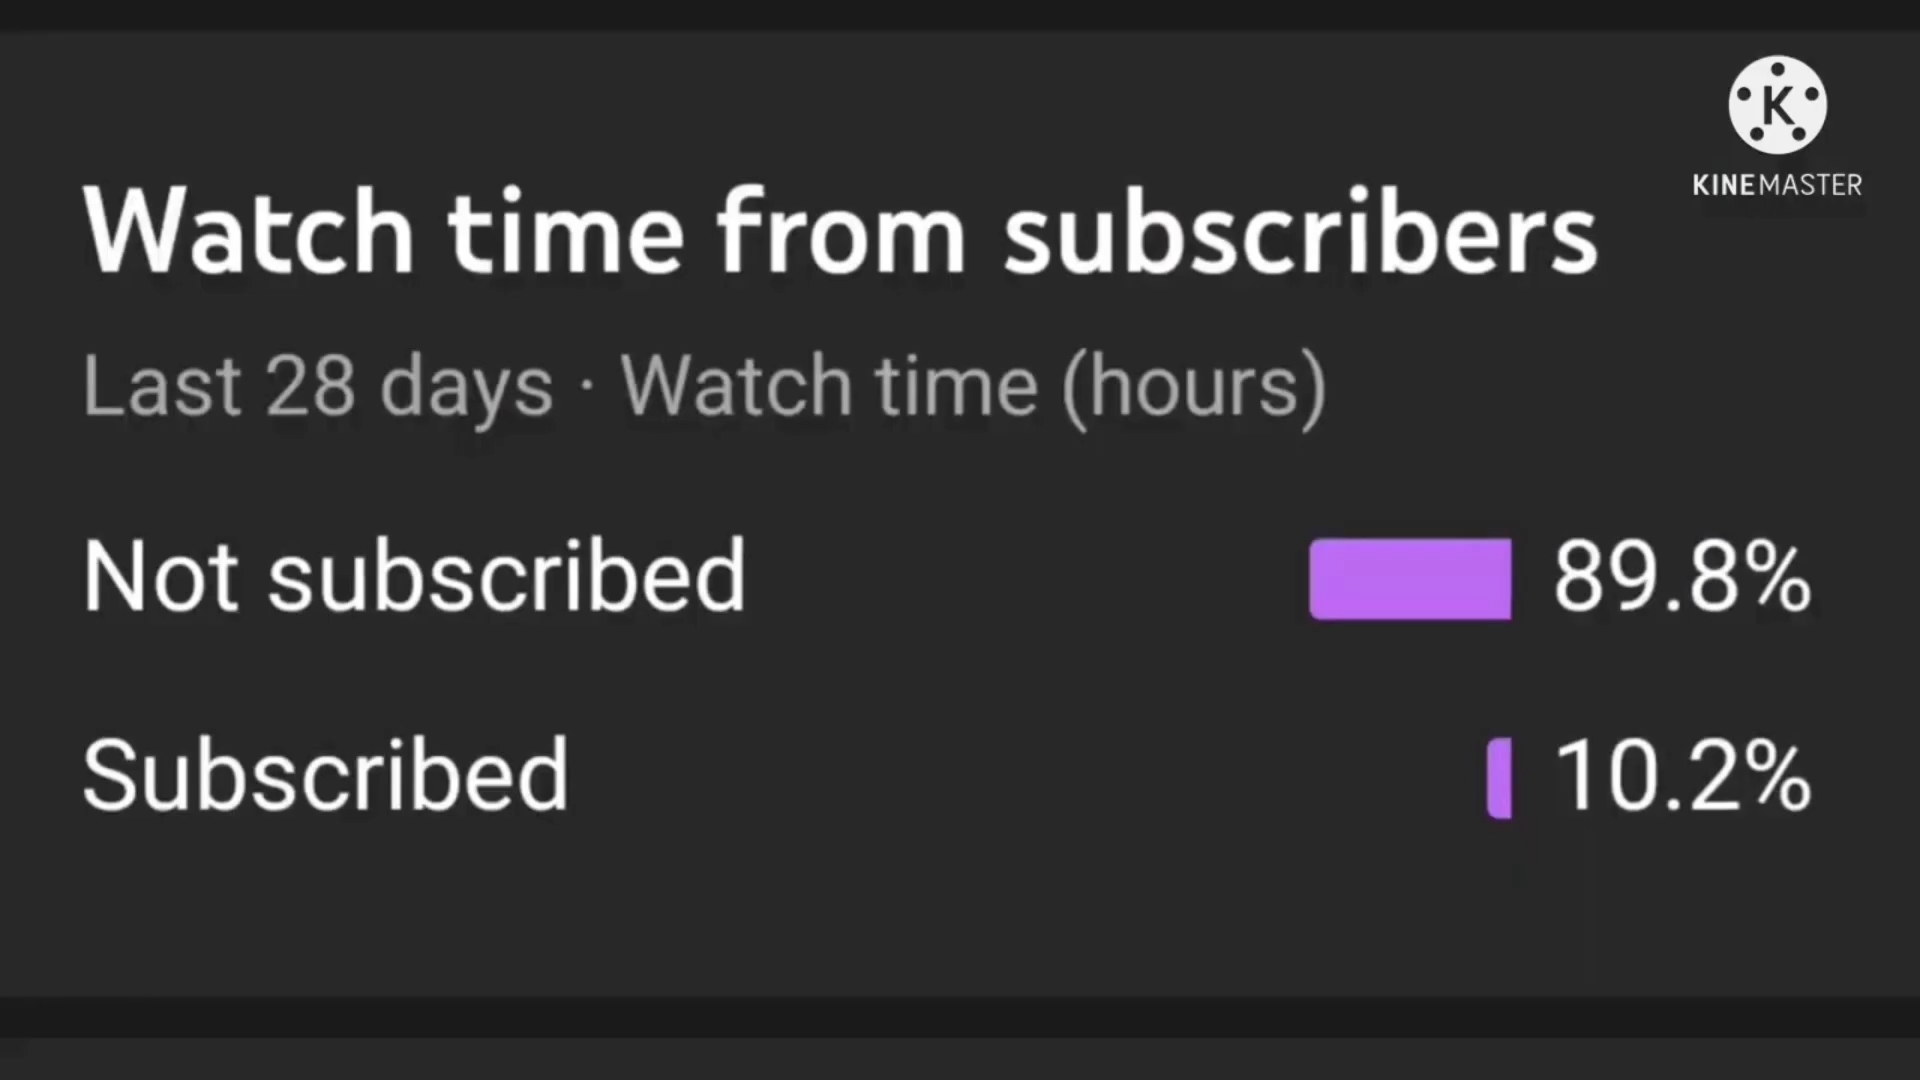 K
KINEMASTER
Watch time from subscribers
Last 28 days · Watch time (hours)
Not subscribed 89.8%
Subscribed 10.2%